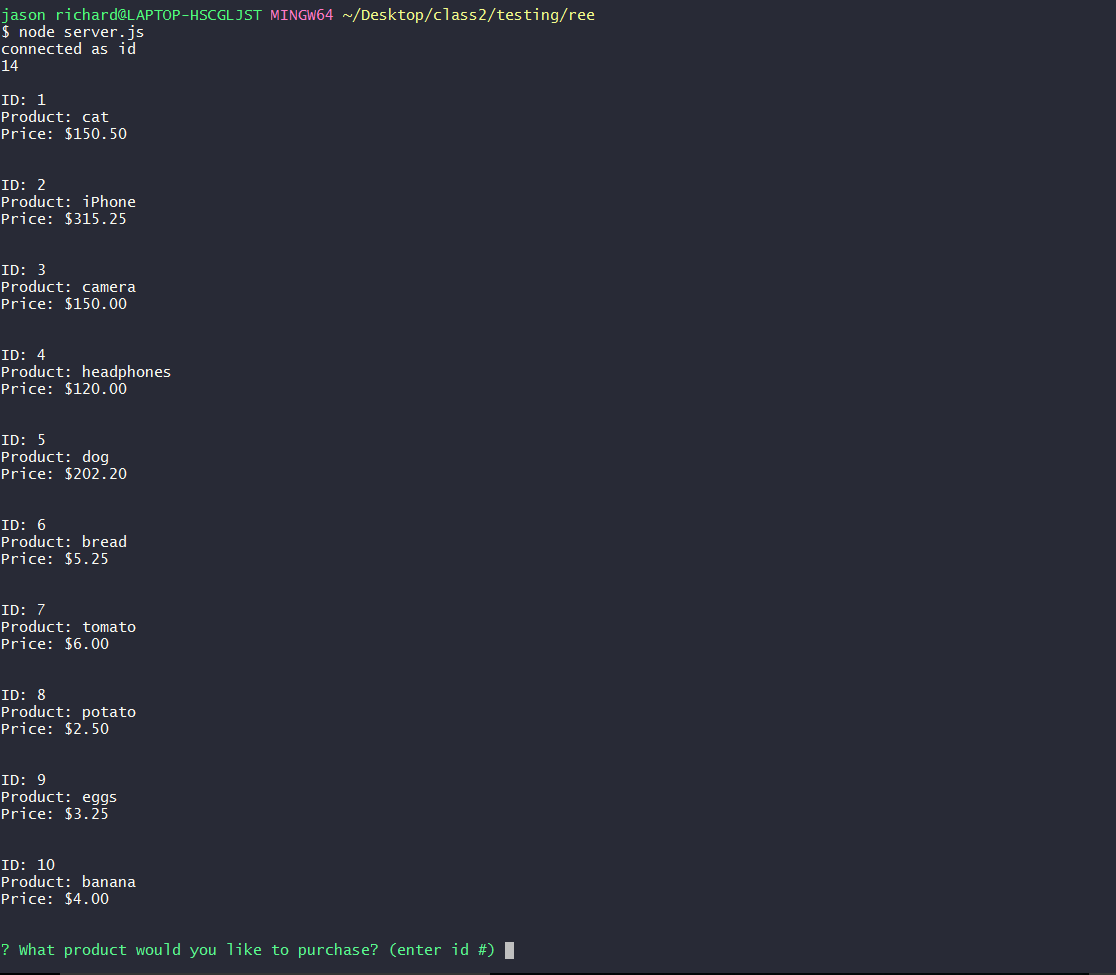 jason richard@LAPTOP-HSCGLJST MINGW64 ~/Desktop/class2/testing/ree
$ node server.js
connected as id
14
ID: 1
Product: cat
Price: $150.50
ID: 2
Product: iPhone
Price: $315.25
ID: 3
Product: camera
Price: $150.00
ID: 4
Product: headphones
Price: $120.00
ID: 5
Product: dog
Price: $202.20
ID: 6
Product: bread
Price: $5.25
ID: 7
Product: tomato
Price: $6.00
ID: 8
Product: potato
Price: $2.50
ID: 9
Product: eggs
Price: $3.25
ID: 10
Product: banana
Price: $4.00
? What product would you like to purchase? (enter id #)